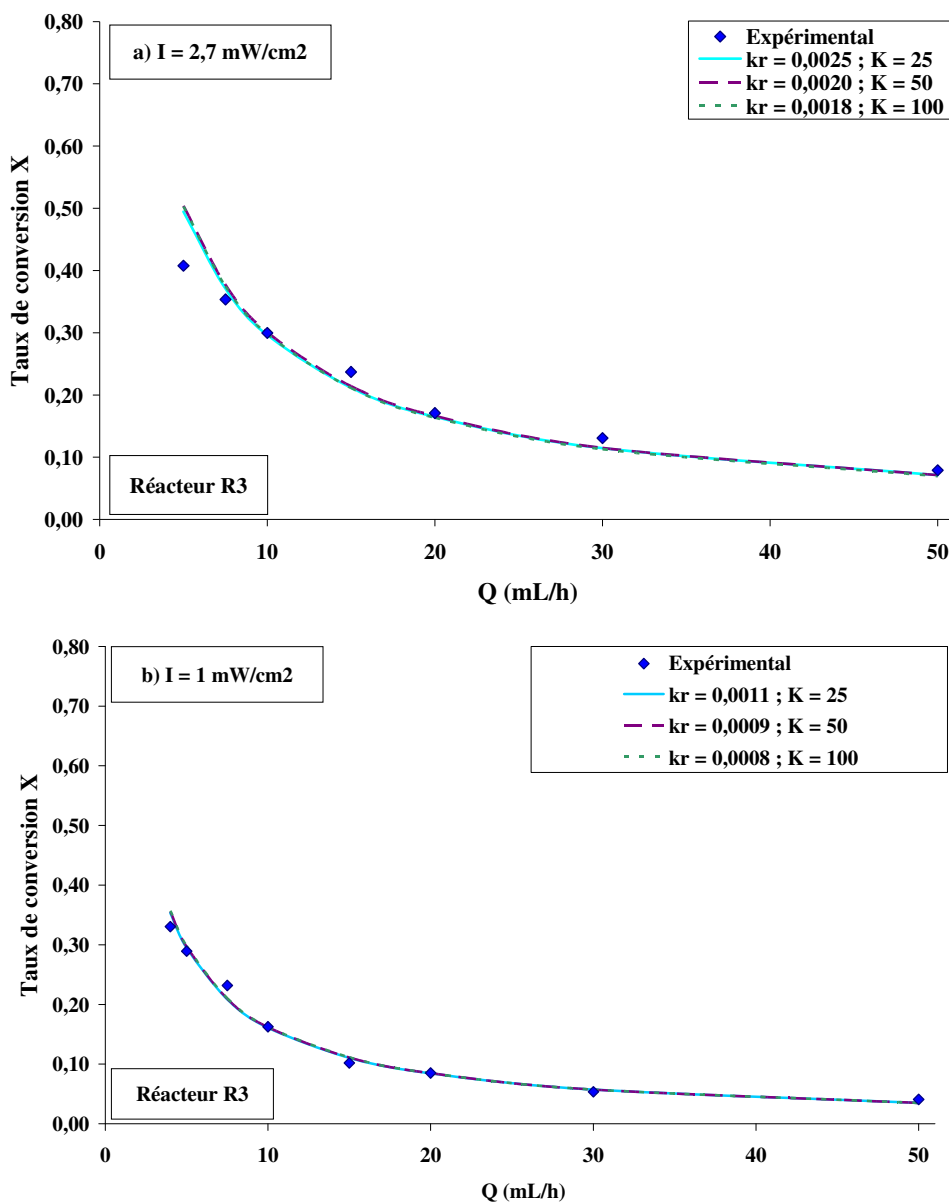 a) I = 2,7 mW/cm2
Expérimental
kr = 0,0025 ; K = 25
kr = 0,0020 ; K = 50
kr = 0,0018 ; K = 100
Taux de conversion X
0,80
0,70
0,60
0,50
0,40
0,30
0,20
0,10
0,00
Réacteur R3
0 10 20 30 40 50
Q (mL/h)
b) I = 1 mW/cm2
Expérimental
kr = 0,0011 ; K = 25
kr = 0,0009 ; K = 50
kr = 0,0008 ; K = 100
Taux de conversion X
0,80
0,70
0,60
0,50
0,40
0,30
0,20
0,10
0,00
Réacteur R3
0 10 20 30 40 50
Q (mL/h)